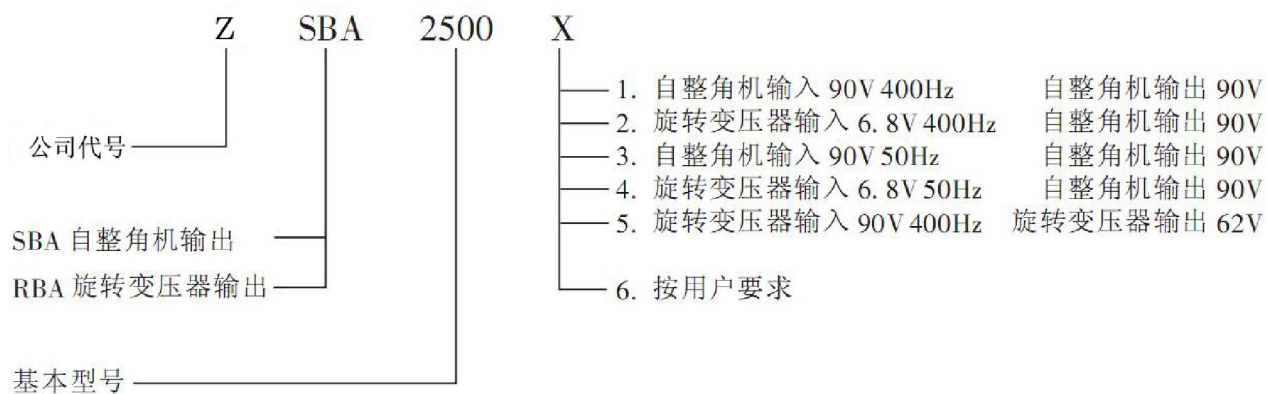 Z SBA 2500 X
1. 自整角机输入 90V 400Hz 自整角机输出 90V
2. 旋转变压器输入 6.8V 400Hz 自整角机输出 90V
公司代号
3. 自整角机输入 90V 50Hz 自整角机输出 90V
4. 旋转变压器输入 6.8V 50Hz 自整角机输出 90V
5. 旋转变压器输入 90V 400Hz 旋转变压器输出 62V
SBA 自整角机输出
RBA 旋转变压器输出
6. 按用户要求
基本型号